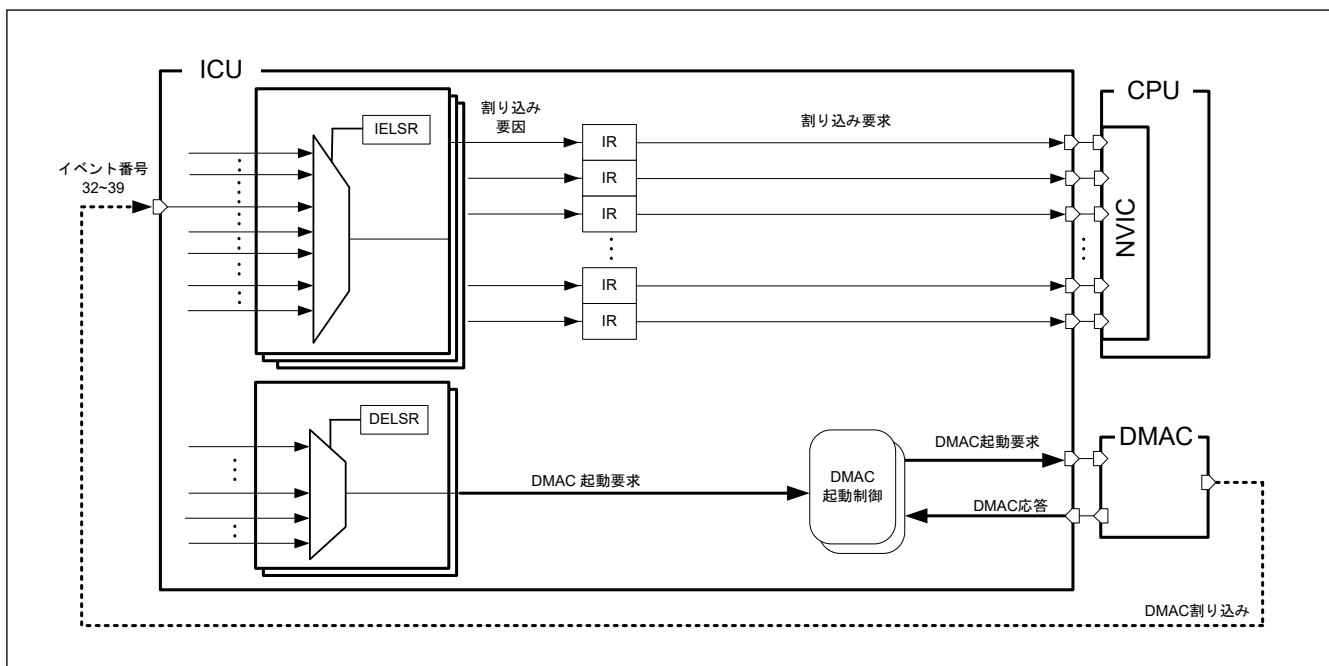 ICU
CPU
IELSR
割り込み
要因
IR
割り込み要求
IR
IR
IR
IR
NVIC
イベント番号
32~39
DELSR
DMAC 起動要求
DMAC
起動制御
DMAC起動要求
DMAC応答
DMAC
DMAC割り込み